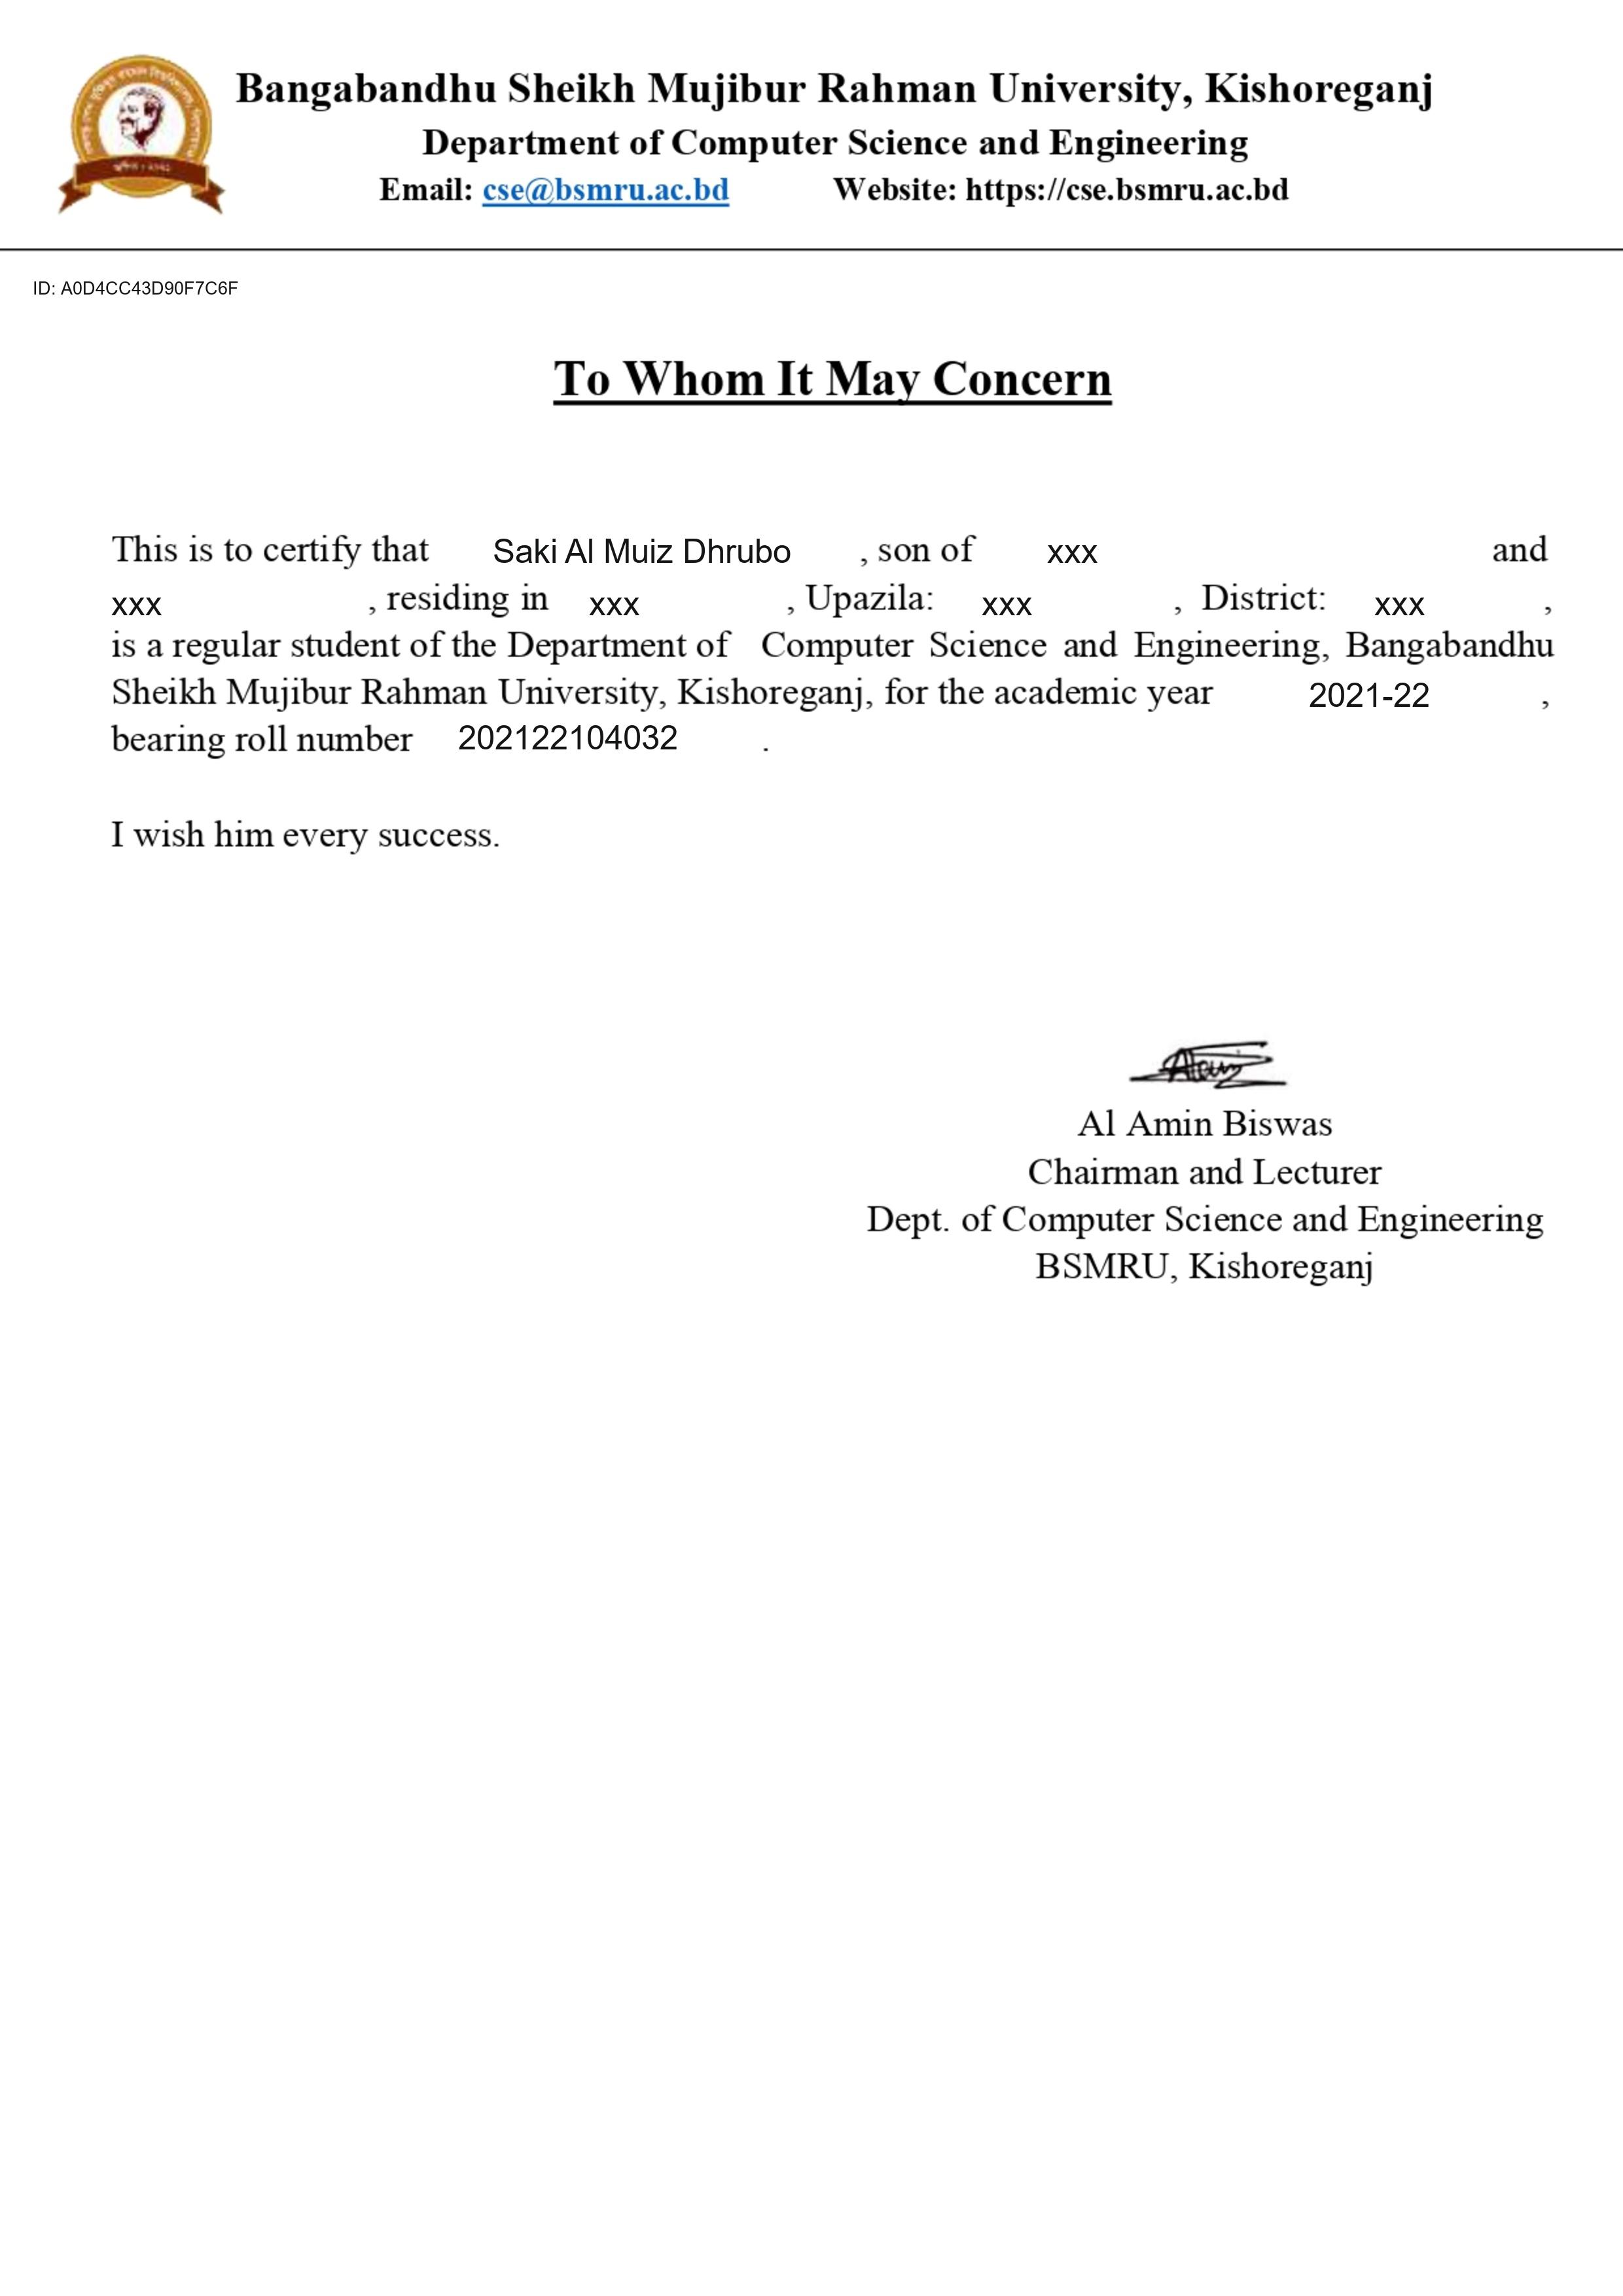 Bangabandhu Sheikh Mujibur Rahman University, Kishoreganj
Department of Computer Science and Engineering
Email: cse@bsmru.ac.bd Website: https://cse.bsmru.ac.bd
ID: A0D4CC43D90F7C6F
To Whom It May Concern
This is to certify that Saki Al Muiz Dhrubo , son of xxx and
xxx , residing in xxx , Upazila: xxx , District: xxx ,
is a regular student of the Department of Computer Science and Engineering, Bangabandhu
Sheikh Mujibur Rahman University, Kishoreganj, for the academic year 2021-22 ,
bearing roll number 202122104032 .
I wish him every success.
Al Amin Biswas
Chairman and Lecturer
Dept. of Computer Science and Engineering
BSMRU, Kishoreganj